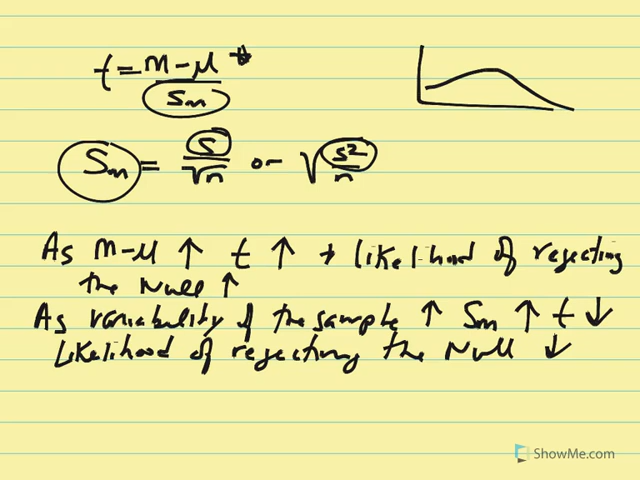 t = M - μ *
Sm
Sm = s/√n or √s²/n
As M-μ ↑ t ↑ → likelihood of rejecting
the Null ↑
As variability of the sample ↑ Sm ↑ t ↓
Likelihood of rejecting the Null ↓
ShowMe.com